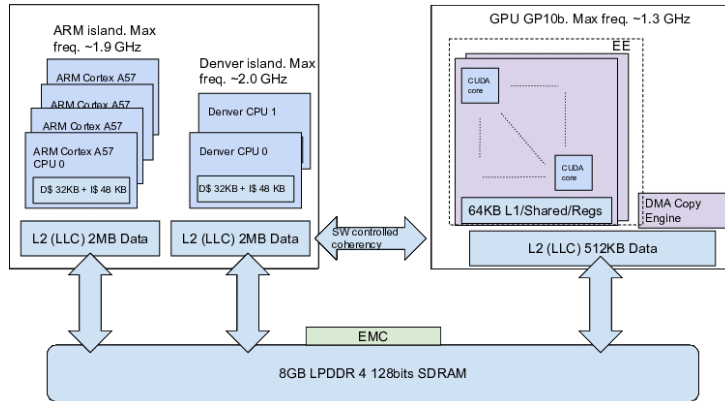 ARM island. Max
freq. ~1.9 GHz
ARM Cortex A57
ARM Cortex A57
ARM Cortex A57
ARM Cortex A57
CPU 0
D$ 32KB + I$ 48 KB
L2 (LLC) 2MB Data
Denver island. Max
freq. ~2.0 GHz
Denver CPU 1
Denver CPU 0
D$ 32KB + I$ 48 KB
L2 (LLC) 2MB Data
SW controlled
coherency
GPU GP10b. Max freq. ~1.3 GHz
EE
CUDA
core
CUDA
core
64KB L1/Shared/Regs
DMA Copy
Engine
L2 (LLC) 512KB Data
EMC
8GB LPDDR 4 128bits SDRAM